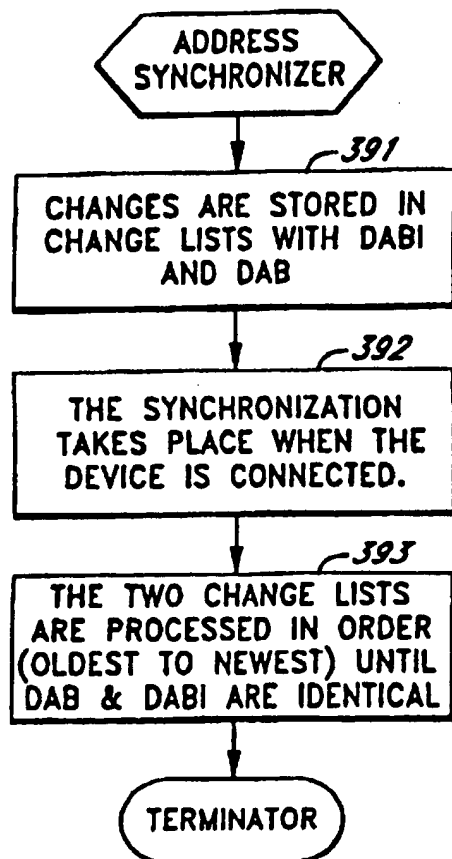 ADDRESS
SYNCHRONIZER
391
CHANGES ARE STORED IN
CHANGE LISTS WITH DABI
AND DAB
392
THE SYNCHRONIZATION
TAKES PLACE WHEN THE
DEVICE IS CONNECTED.
393
THE TWO CHANGE LISTS
ARE PROCESSED IN ORDER
(OLDEST TO NEWEST) UNTIL
DAB & DABI ARE IDENTICAL
TERMINATOR